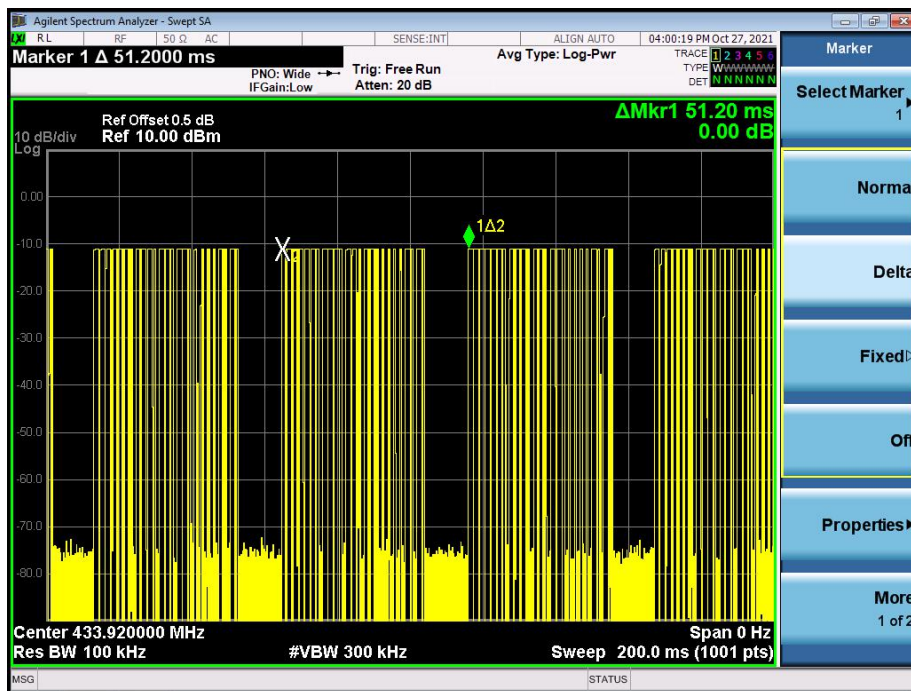 Agilent Spectrum Analyzer - Swept SA
LXI RL RF 50 Ω AC SENSE:INT ALIGN AUTO 04:00:19 PM Oct 27, 2021
Marker 1 Δ 51.2000 ms
PNO: Wide
IFGain:Low
Trig: Free Run
Atten: 20 dB
Avg Type: Log-Pwr
TRACE 1 2 3 4 5 6
TYPE WWWWWW
DET N N N N N N
ΔMkr1 51.20 ms
0.00 dB
Ref Offset 0.5 dB
10 dB/div Ref 10.00 dBm
Log
0.00
-10.0
-20.0
-30.0
-40.0
-50.0
-60.0
-70.0
-80.0
1Δ2
2
Center 433.920000 MHz
Res BW 100 kHz
#VBW 300 kHz
Span 0 Hz
Sweep 200.0 ms (1001 pts)
MSG STATUS
Marker
Select Marker
1
Norma
Delta
Fixed
Off
Properties
More
1 of 2